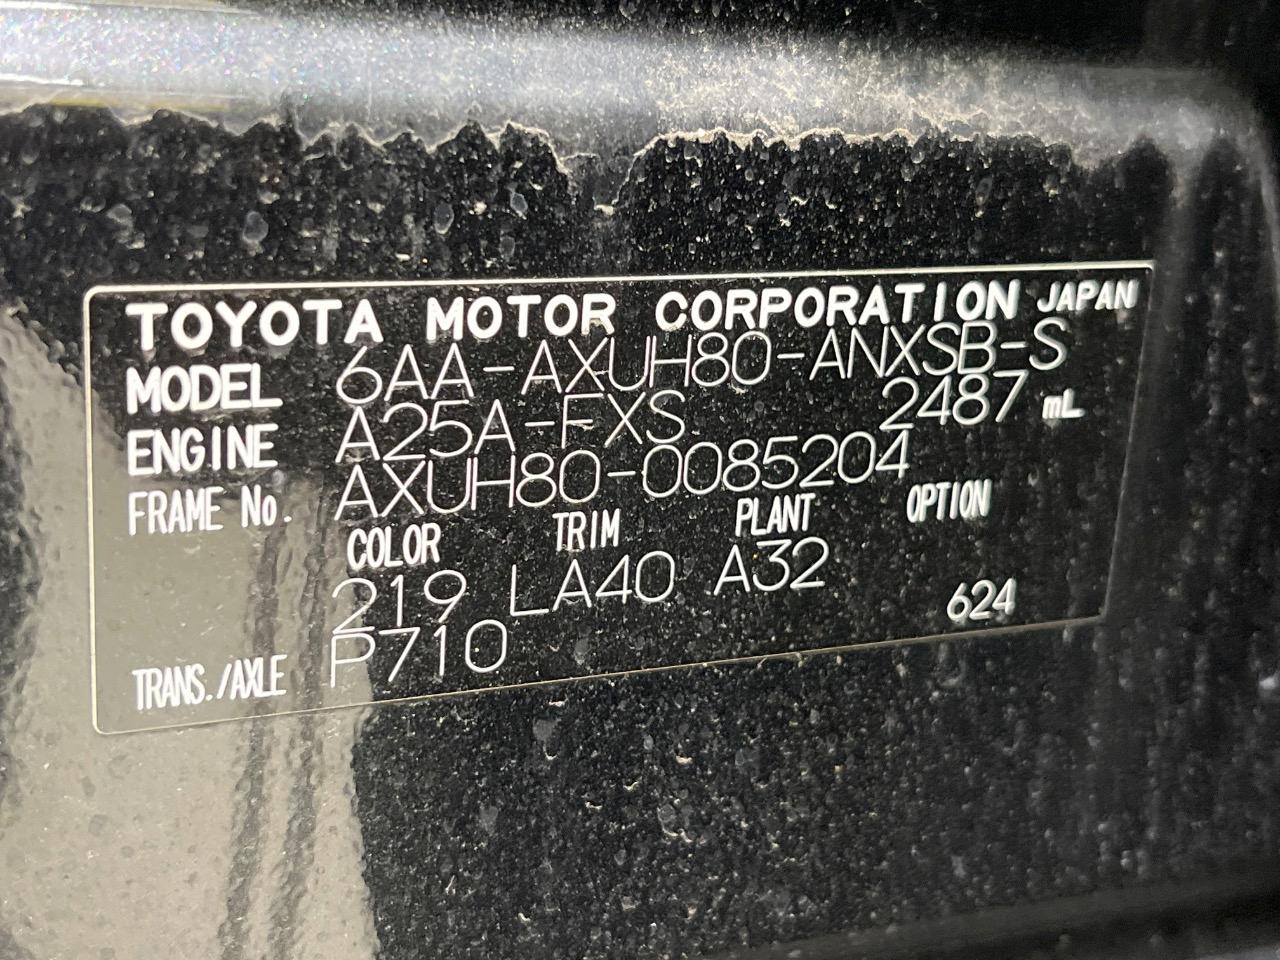 TOYOTA MOTOR CORPORATION JAPAN
MODEL 6AA-AXUH80-ANXSB-S
ENGINE A25A-FXS 2487 mL
FRAME No. AXUH80-0085204
COLOR TRIM PLANT OPTION
219 LA40 A32
TRANS./AXLE P710 624